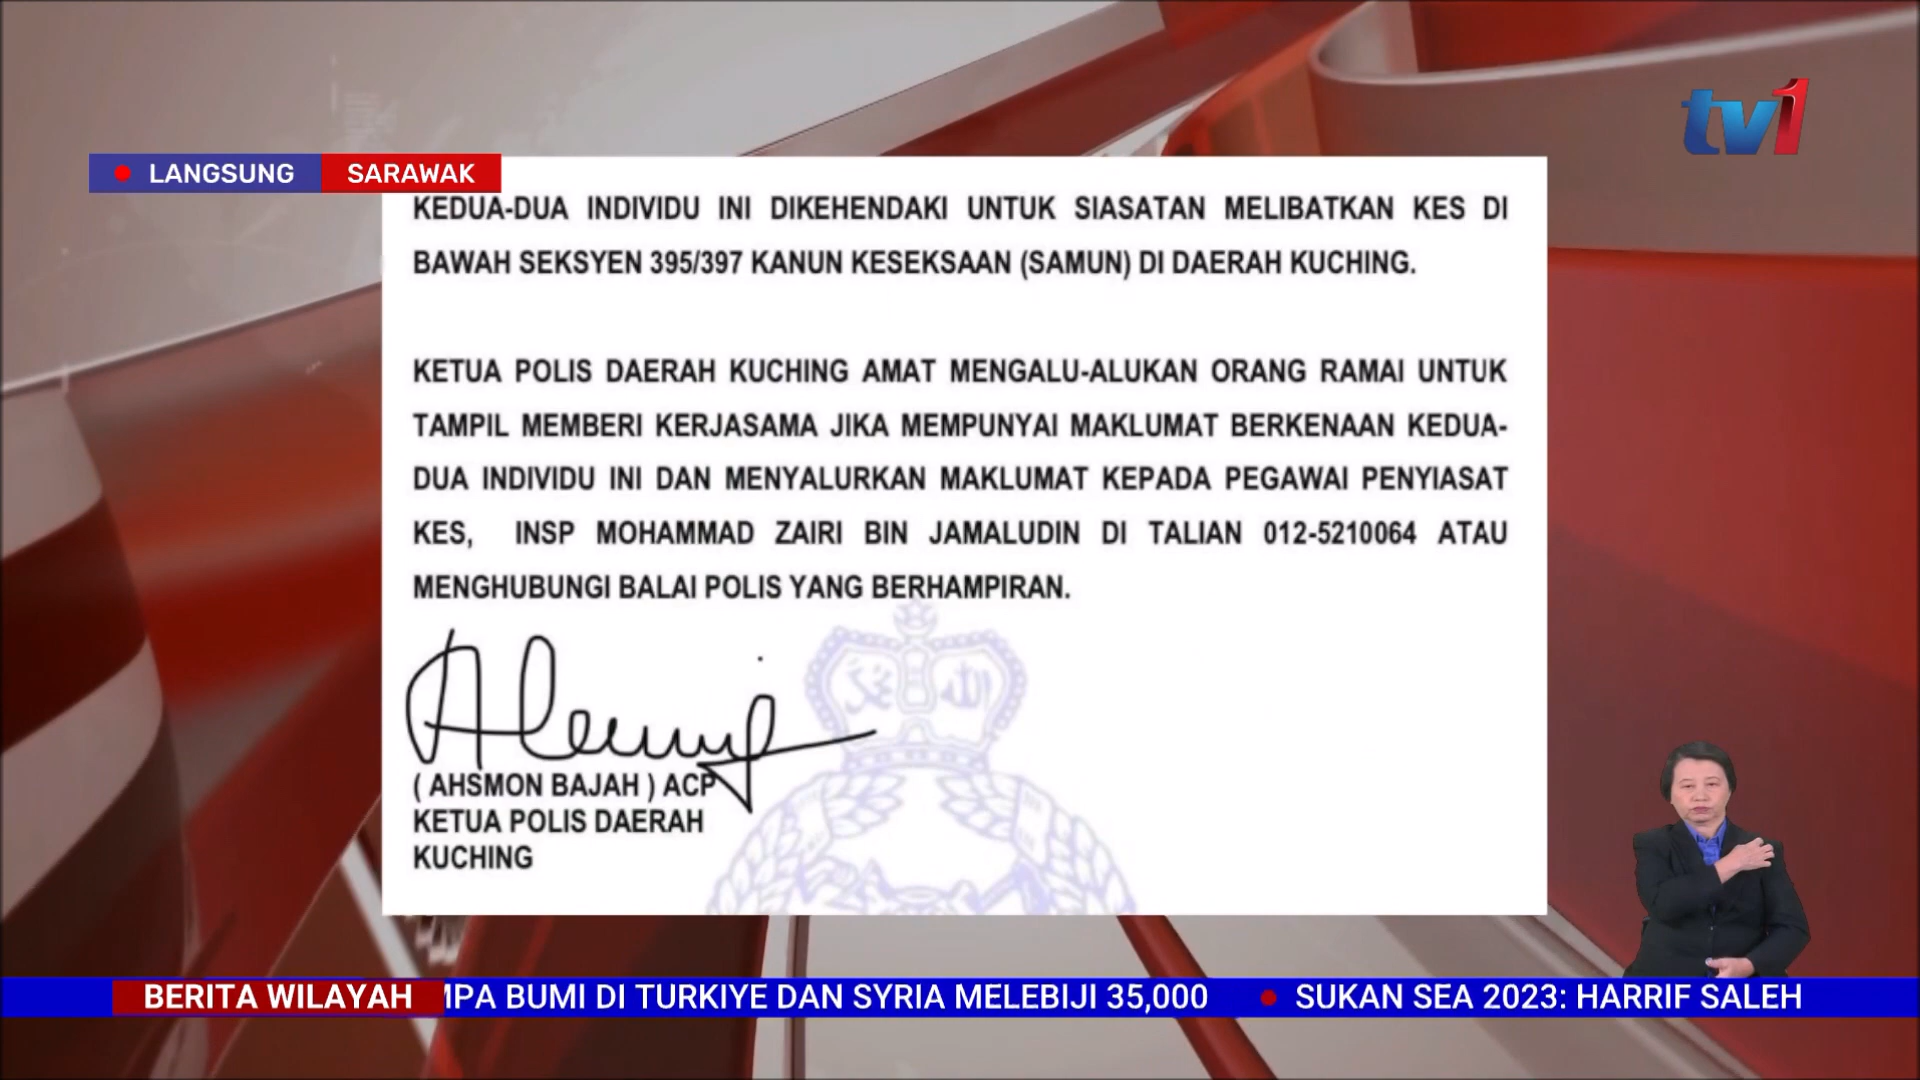 tv1
LANGSUNG SARAWAK
KEDUA-DUA INDIVIDU INI DIKEHENDAKI UNTUK SIASATAN MELIBATKAN KES DI
BAWAH SEKSYEN 395/397 KANUN KESEKSAAN (SAMUN) DI DAERAH KUCHING.
KETUA POLIS DAERAH KUCHING AMAT MENGALU-ALUKAN ORANG RAMAI UNTUK
TAMPIL MEMBERI KERJASAMA JIKA MEMPUNYAI MAKLUMAT BERKENAAN KEDUA-
DUA INDIVIDU INI DAN MENYALURKAN MAKLUMAT KEPADA PEGAWAI PENYIASAT
KES, INSP MOHAMMAD ZAIRI BIN JAMALUDIN DI TALIAN 012-5210064 ATAU
MENGHUBUNGI BALAI POLIS YANG BERHAMPIRAN.
( AHSMON BAJAH ) ACP
KETUA POLIS DAERAH
KUCHING
BERITA WILAYAH MPA BUMI DI TURKIYE DAN SYRIA MELEBIJI 35,000 SUKAN SEA 2023: HARRIF SALEH